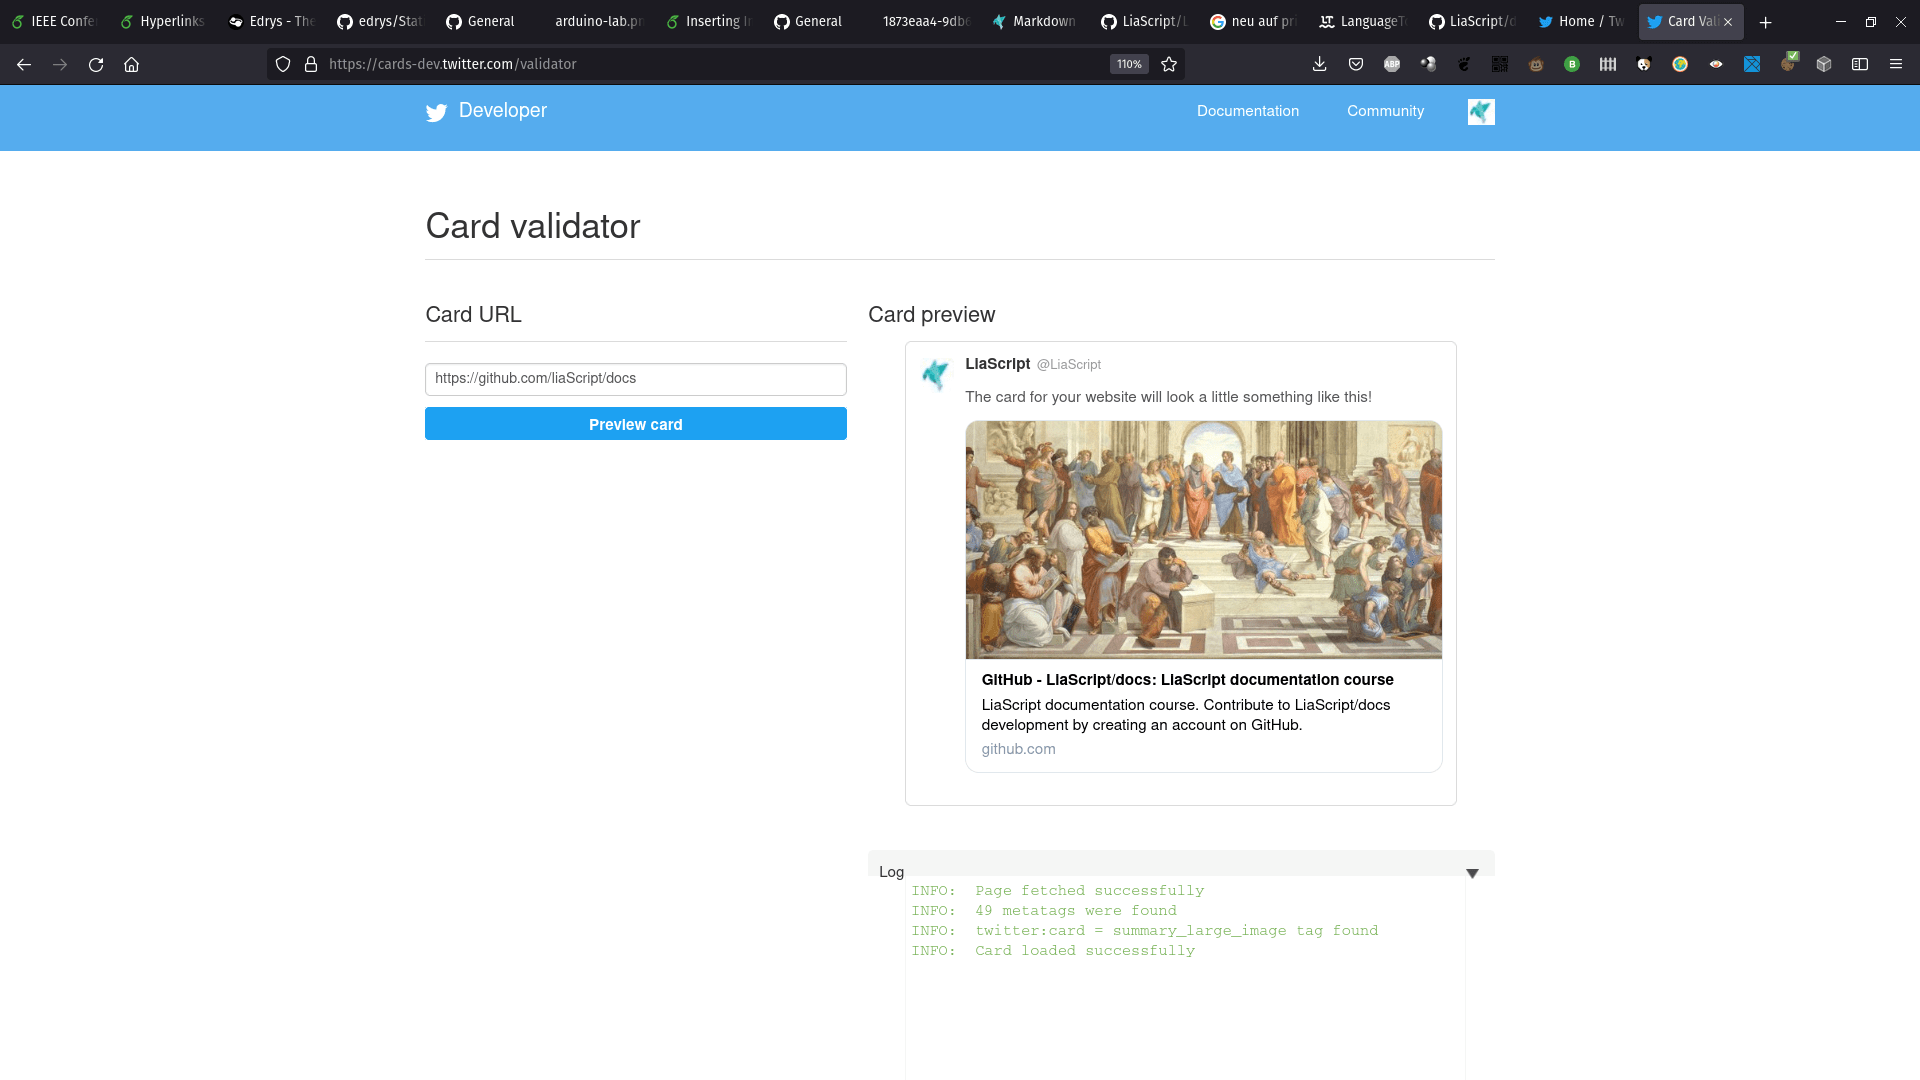 IEEE Confe
Hyperlinks
Edrys - The
edrys/Stat
General
arduino-lab.pn
Inserting I
General
1873eaa4-9db6
Markdown
LiaScript/L
neu auf pri
LanguageTo
LiaScript/d
Home / Tw
Card Vali
https://cards-dev.twitter.com/validator
110%
ABP
B
Developer
Documentation
Community
Card validator
Card URL
https://github.com/liaScript/docs
Preview card
Card preview
LiaScript @LiaScript
The card for your website will look a little something like this!
GitHub - LiaScript/docs: LiaScript documentation course
LiaScript documentation course. Contribute to LiaScript/docs
development by creating an account on GitHub.
github.com
Log
INFO: Page fetched successfully
INFO: 49 metatags were found
INFO: twitter:card = summary_large_image tag found
INFO: Card loaded successfully